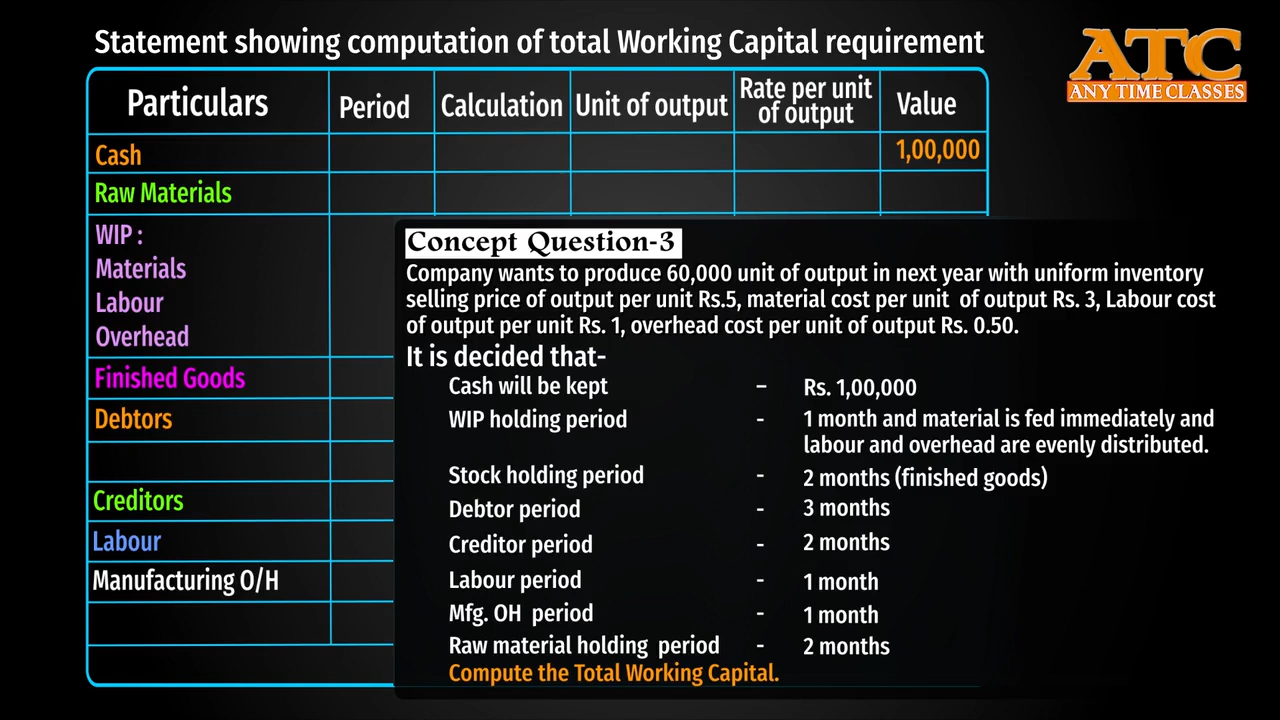 Statement showing computation of total Working Capital requirement
ATC
ANY TIME CLASSES
Particulars Period Calculation Unit of output Rate per unit of output Value
Cash 1,00,000
Raw Materials
WIP :
Materials
Labour
Overhead
Finished Goods
Debtors
Creditors
Labour
Manufacturing O/H
Concept Question-3
Company wants to produce 60,000 unit of output in next year with uniform inventory
selling price of output per unit Rs.5, material cost per unit of output Rs. 3, Labour cost
of output per unit Rs. 1, overhead cost per unit of output Rs. 0.50.
It is decided that-
Cash will be kept – Rs. 1,00,000
WIP holding period - 1 month and material is fed immediately and
labour and overhead are evenly distributed.
Stock holding period - 2 months (finished goods)
Debtor period - 3 months
Creditor period - 2 months
Labour period - 1 month
Mfg. OH period - 1 month
Raw material holding period - 2 months
Compute the Total Working Capital.